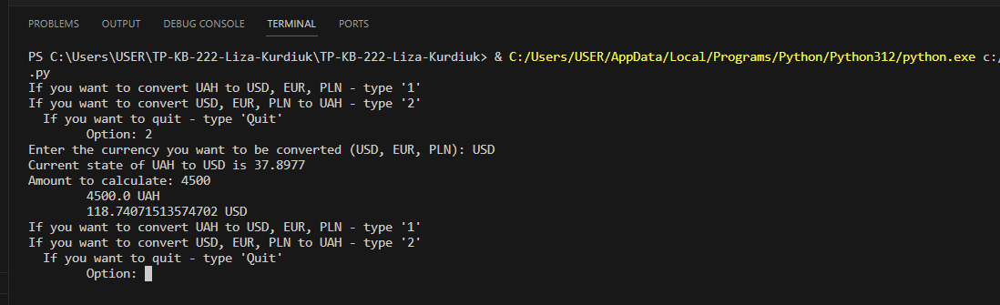 PROBLEMS OUTPUT DEBUG CONSOLE TERMINAL PORTS
PS C:\Users\USER\TP-KB-222-Liza-Kurdiuk\TP-KB-222-Liza-Kurdiuk> & C:/Users/USER/AppData/Local/Programs/Python/Python312/python.exe c:/
.py
If you want to convert UAH to USD, EUR, PLN - type '1'
If you want to convert USD, EUR, PLN to UAH - type '2'
If you want to quit - type 'Quit'
Option: 2
Enter the currency you want to be converted (USD, EUR, PLN): USD
Current state of UAH to USD is 37.8977
Amount to calculate: 4500
4500.0 UAH
118.74071513574702 USD
If you want to convert UAH to USD, EUR, PLN - type '1'
If you want to convert USD, EUR, PLN to UAH - type '2'
If you want to quit - type 'Quit'
Option: